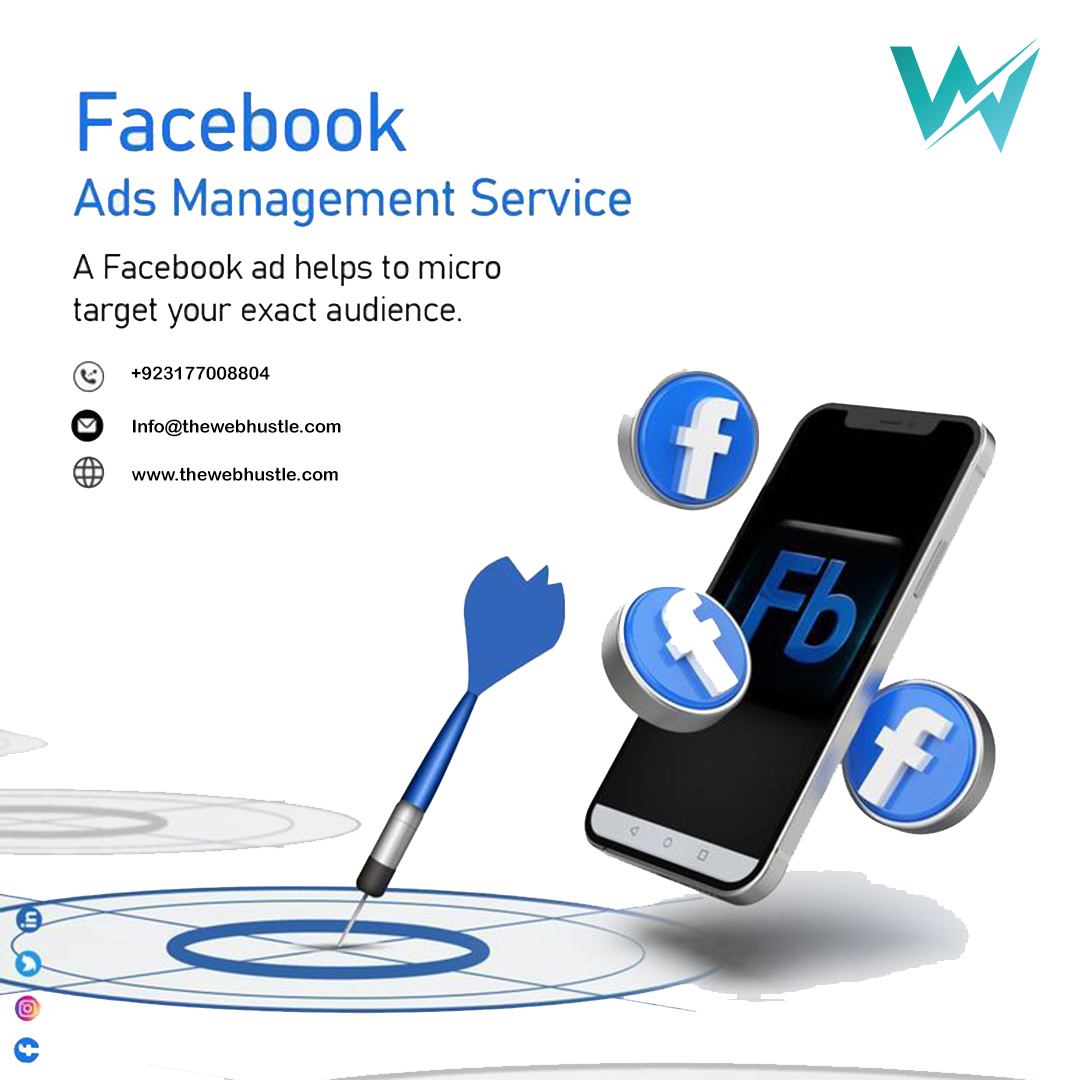 Facebook
Ads Management Service
A Facebook ad helps to micro
target your exact audience.
+923177008804
Info@thewebhustle.com
www.thewebhustle.com
Fb